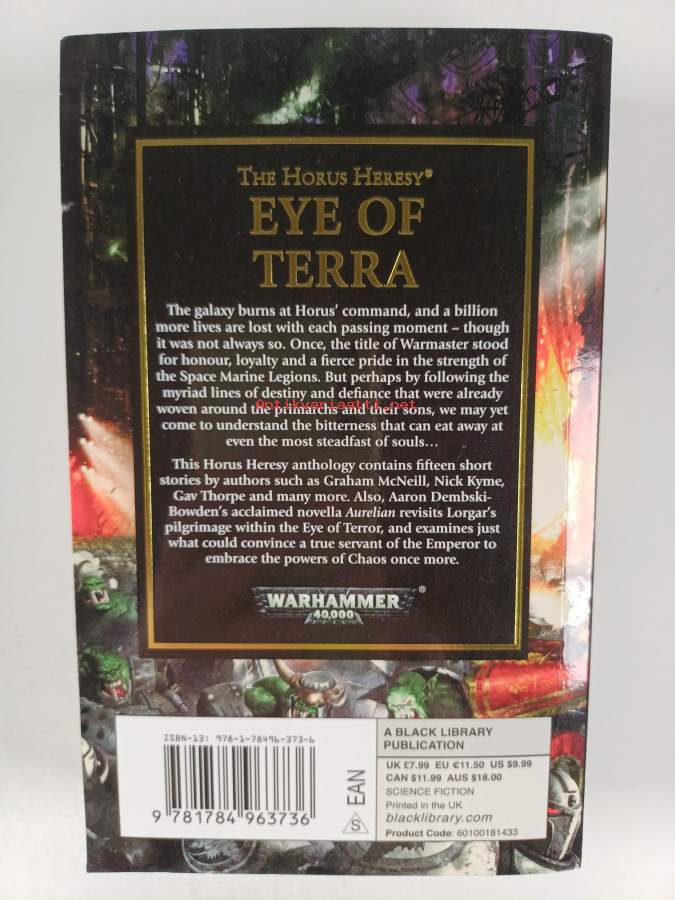 THE HORUS HERESY®
EYE OF
TERRA
The galaxy burns at Horus' command, and a billion
more lives are lost with each passing moment – though
it was not always so. Once, the title of Warmaster stood
for honour, loyalty and a fierce pride in the strength of
the Space Marine Legions. But perhaps by following the
myriad lines of destiny and defiance that were already
woven around the primarchs and their sons, we may yet
Antikvariaatti.net
come to understand the bitterness that can eat away at
even the most steadfast of souls…
This Horus Heresy anthology contains fifteen short
stories by authors such as Graham McNeill, Nick Kyme,
Gav Thorpe and many more. Also, Aaron Dembski-
Bowden's acclaimed novella Aurelian revisits Lorgar's
pilgrimage within the Eye of Terror, and examines just
what could convince a true servant of the Emperor to
embrace the powers of Chaos once more.
WARHAMMER®
40,000
ISBN-13: 978-1-78496-373-6
9 781784 963736
EAN
S
A BLACK LIBRARY
PUBLICATION
UK £7.99 EU €11.50 US $9.99
CAN $11.99 AUS $18.00
SCIENCE FICTION
Printed in the UK
blacklibrary.com
Product Code: 60100181433